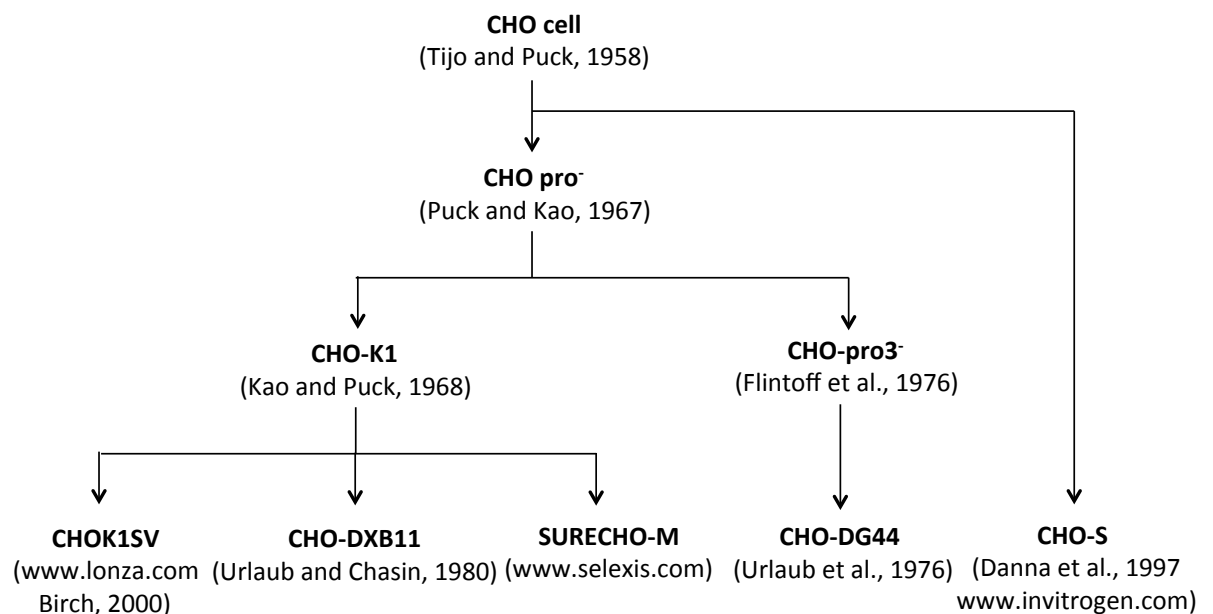 CHO cell
(Tijo and Puck, 1958)
CHO pro⁻
(Puck and Kao, 1967)
CHO-K1
(Kao and Puck, 1968)
CHO-pro3⁻
(Flintoff et al., 1976)
CHOK1SV
(www.lonza.com
Birch, 2000)
CHO-DXB11
(Urlaub and Chasin, 1980)
SURECHO-M
(www.selexis.com)
CHO-DG44
(Urlaub et al., 1976)
CHO-S
(Danna et al., 1997
www.invitrogen.com)